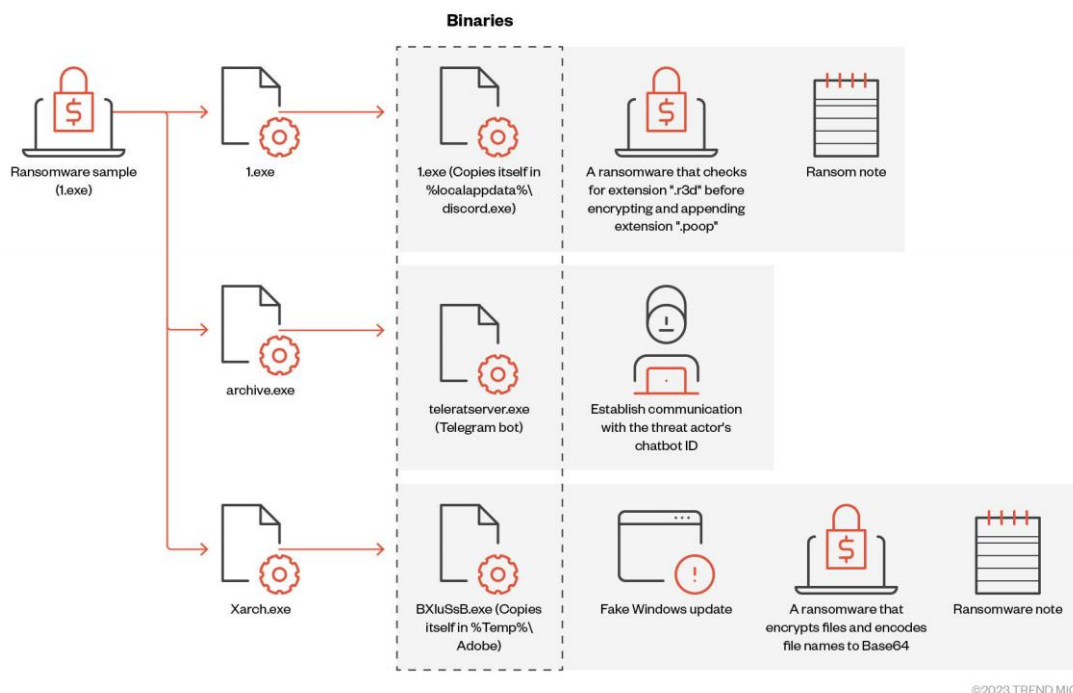 Binaries
Ransomware sample
(1.exe)
1.exe
1.exe (Copies itself in
%localappdata%\
discord.exe)
A ransomware that checks
for extension ".r3d" before
encrypting and appending
extension ".poop"
Ransom note
archive.exe
teleratserver.exe
(Telegram bot)
Establish communication
with the threat actor's
chatbot ID
Xarch.exe
BXIuSsB.exe (Copies
itself in %Temp%\
Adobe)
Fake Windows update
A ransomware that
encrypts files and encodes
file names to Base64
Ransomware note
©2023 TREND MIC